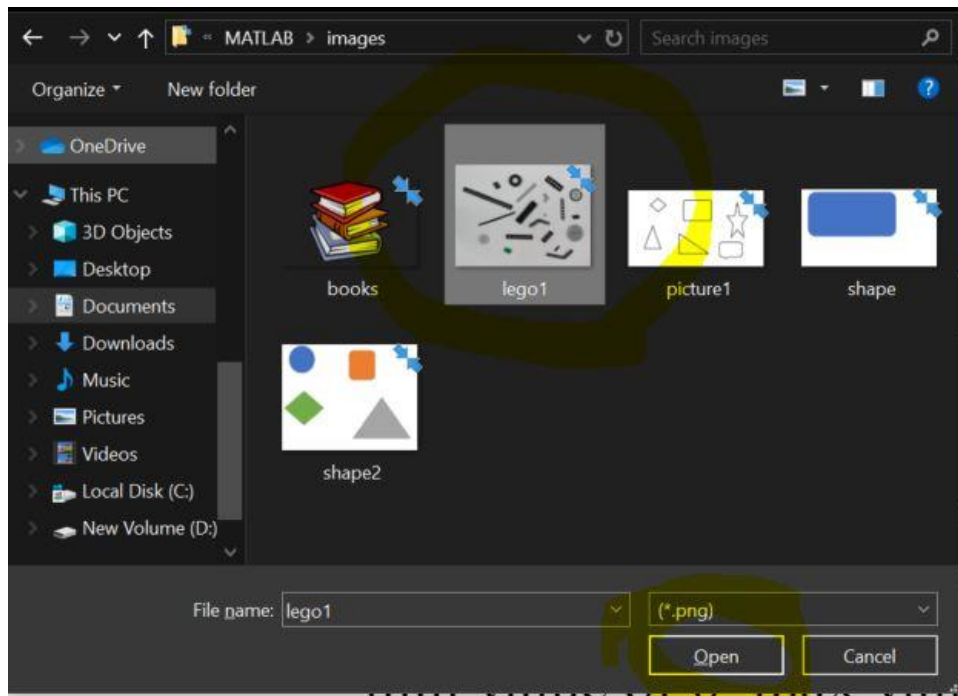 « MATLAB > images
Search images
Organize
New folder
OneDrive
This PC
3D Objects
Desktop
Documents
Downloads
Music
Pictures
Videos
Local Disk (C:)
New Volume (D:)
books
lego1
picture1
shape
shape2
File name: lego1
(*.png)
Open
Cancel